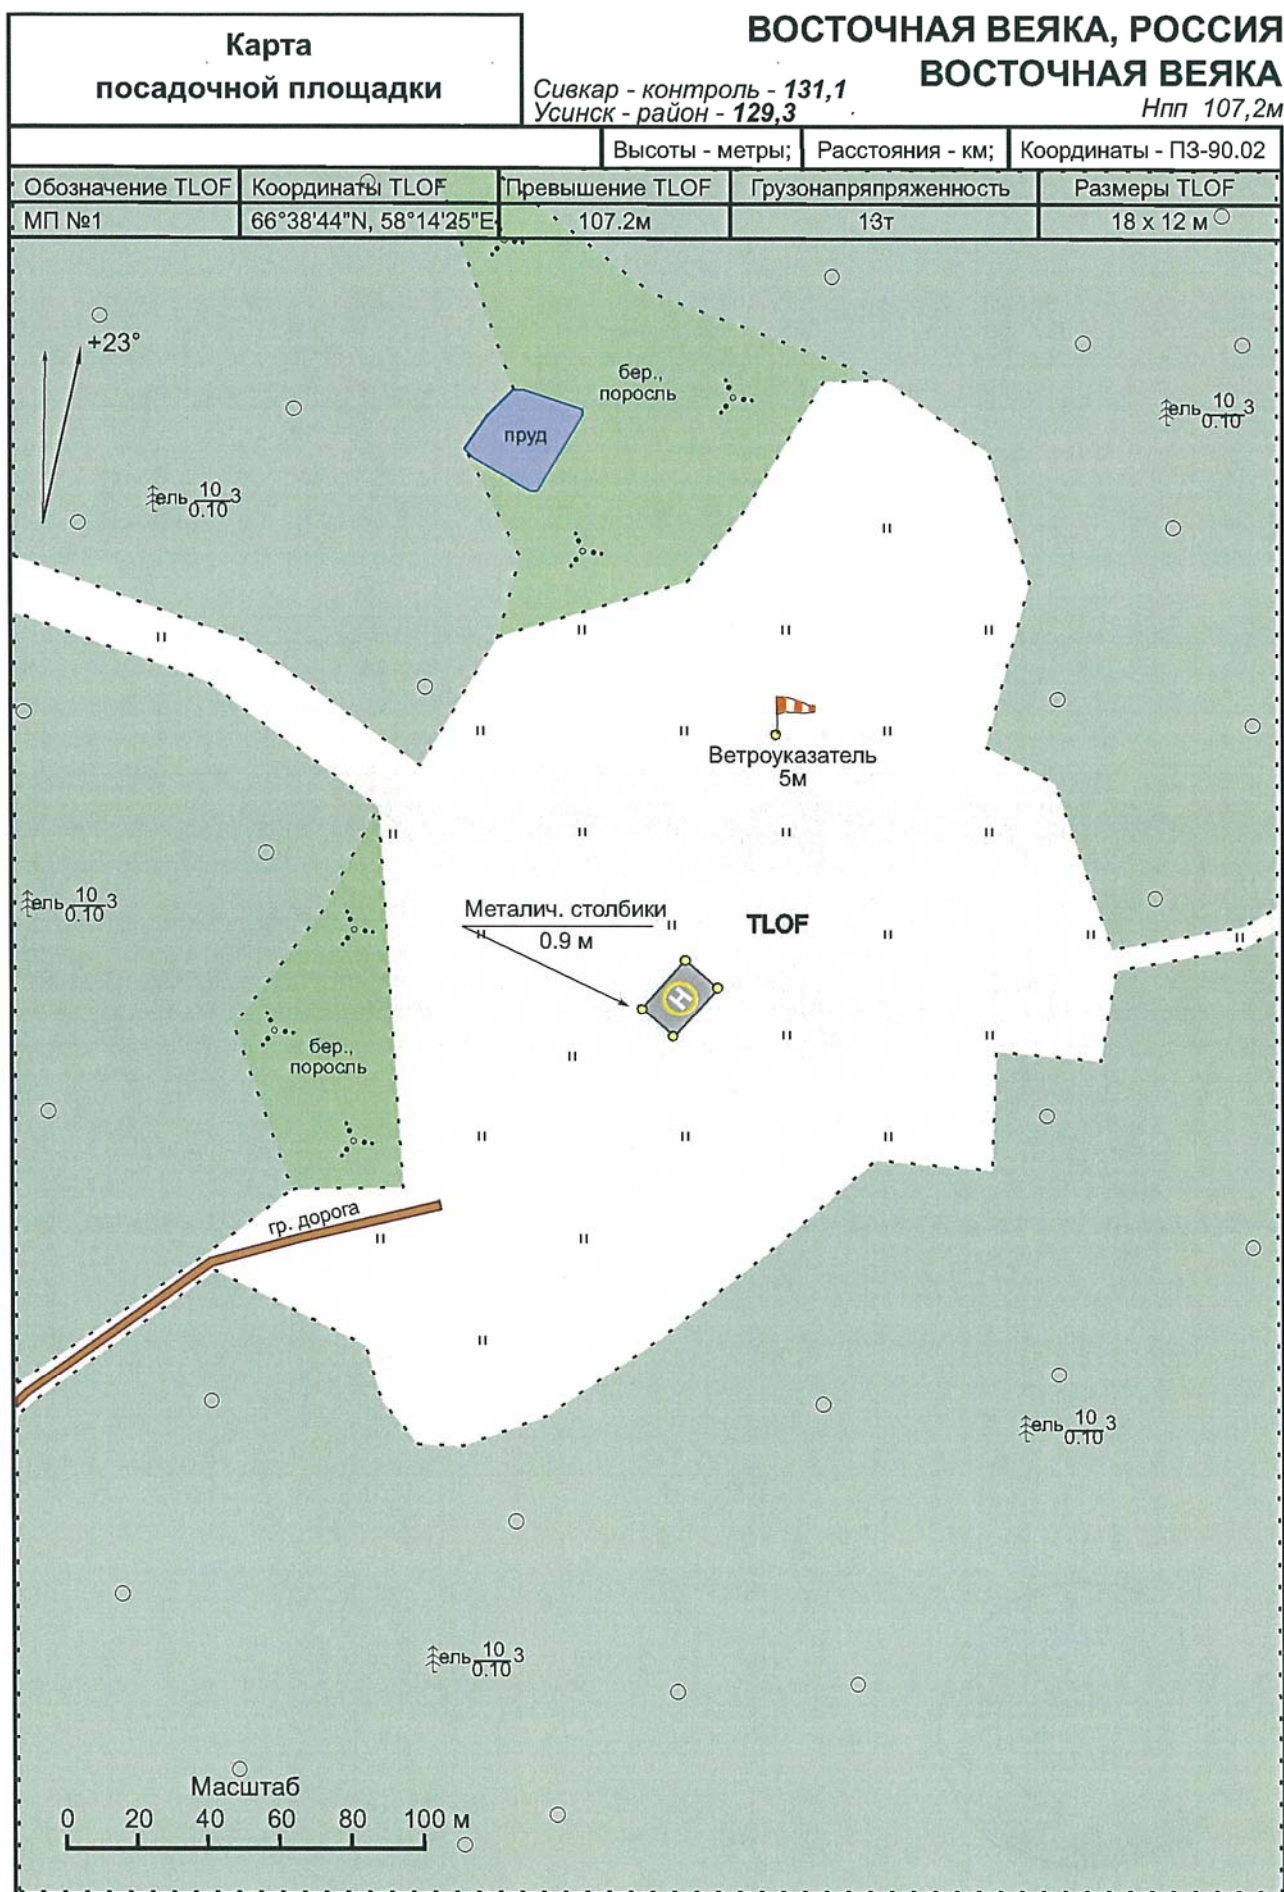 Карта
посадочной площадки
ВОСТОЧНАЯ ВЕЯКА, РОССИЯ
ВОСТОЧНАЯ ВЕЯКА
Сивкар - контроль - 131,1
Усинск - район - 129,3
Нпп 107,2м
Высоты - метры; Расстояния - км; Координаты - ПЗ-90.02
Обозначение TLOF Координаты TLOF Превышение TLOF Грузонапряпряженность Размеры TLOF
МП №1 66°38'44"N, 58°14'25"E 107.2м 13т 18 х 12 м
+23°
бер.,
поросль
ель 10 3
0.10
пруд
ель 10 3
0.10
Ветроуказатель
5м
ель 10 3
0.10
Металич. столбики
0.9 м
TLOF
H
бер.,
поросль
гр. дорога
ель 10 3
0.10
ель 10 3
0.10
Масштаб
0 20 40 60 80 100 м